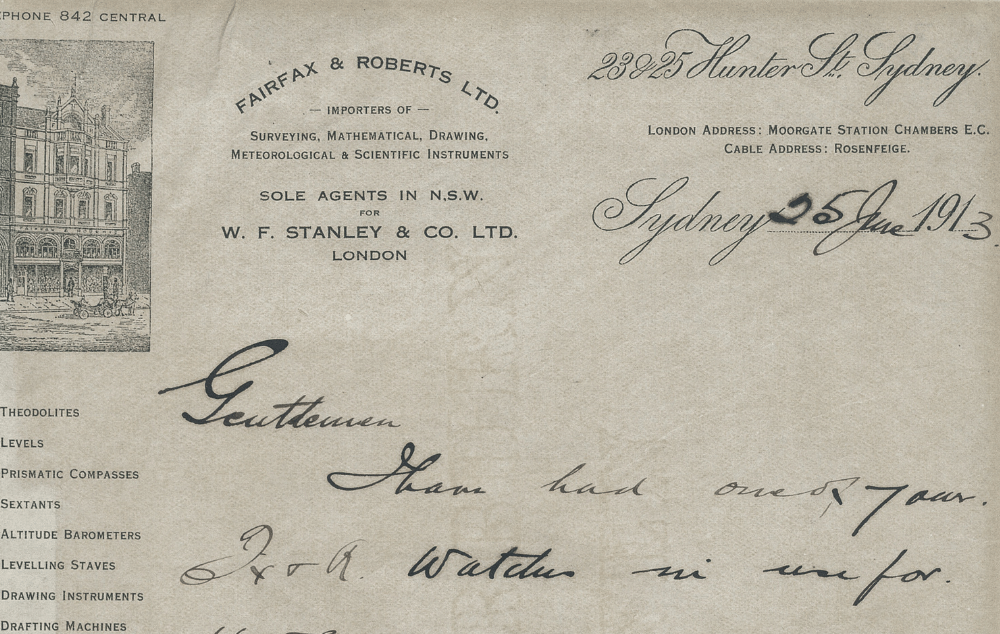 PHONE 842 CENTRAL
FAIRFAX & ROBERTS LTD.
— IMPORTERS OF —
SURVEYING, MATHEMATICAL, DRAWING,
METEOROLOGICAL & SCIENTIFIC INSTRUMENTS
SOLE AGENTS IN N.S.W.
FOR
W. F. STANLEY & CO. LTD.
LONDON
23 & 25 Hunter St. Sydney.
LONDON ADDRESS: MOORGATE STATION CHAMBERS E.C.
CABLE ADDRESS: ROSENFEIGE.
Sydney 25 June 1913.
Gentlemen
I have had one of your.
F x & R. Watches in use for.
THEODOLITES
LEVELS
PRISMATIC COMPASSES
SEXTANTS
ALTITUDE BAROMETERS
LEVELLING STAVES
DRAWING INSTRUMENTS
DRAFTING MACHINES